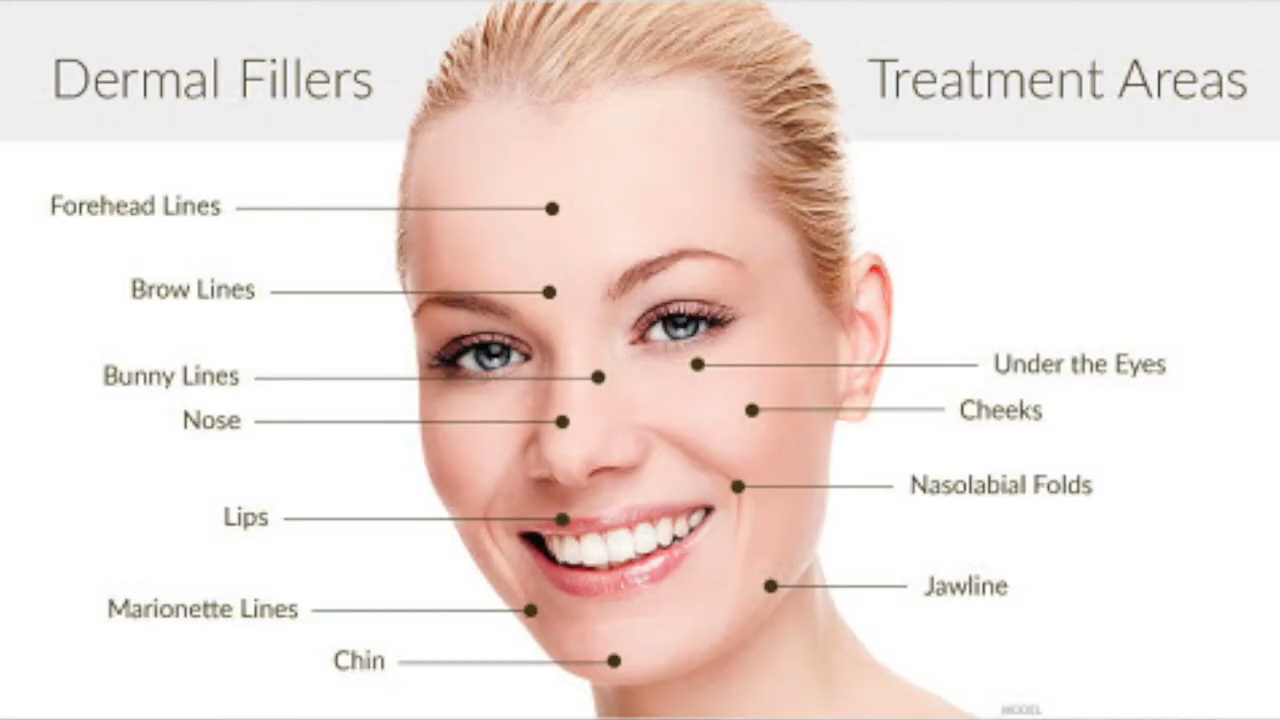 Dermal Fillers
Treatment Areas
Forehead Lines
Brow Lines
Bunny Lines
Nose
Lips
Marionette Lines
Chin
Under the Eyes
Cheeks
Nasolabial Folds
Jawline
MODEL